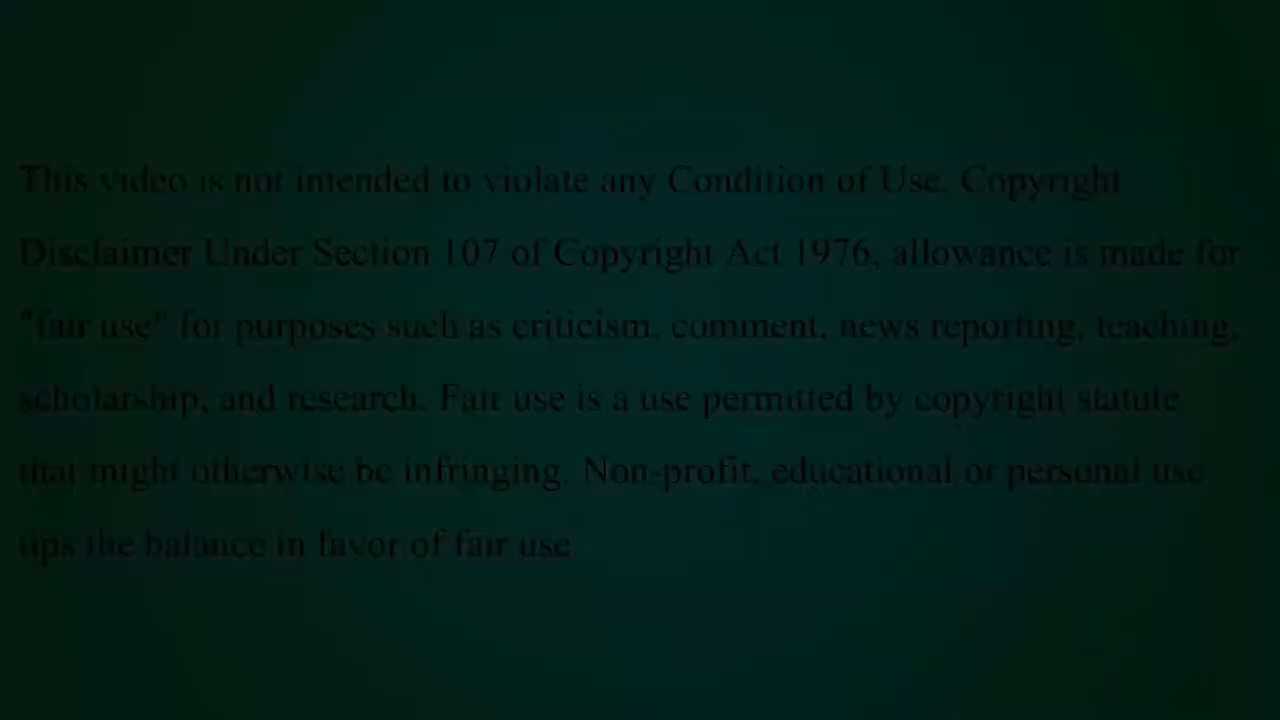 This video is not intended to violate any Condition of Use. Copyright
Disclaimer Under Section 107 of Copyright Act 1976, allowance is made for
"fair use" for purposes such as criticism, comment, news reporting, teaching,
scholarship, and research. Fair use is a use permitted by copyright statute
that might otherwise be infringing. Non-profit, educational or personal use
tips the balance in favor of fair use.